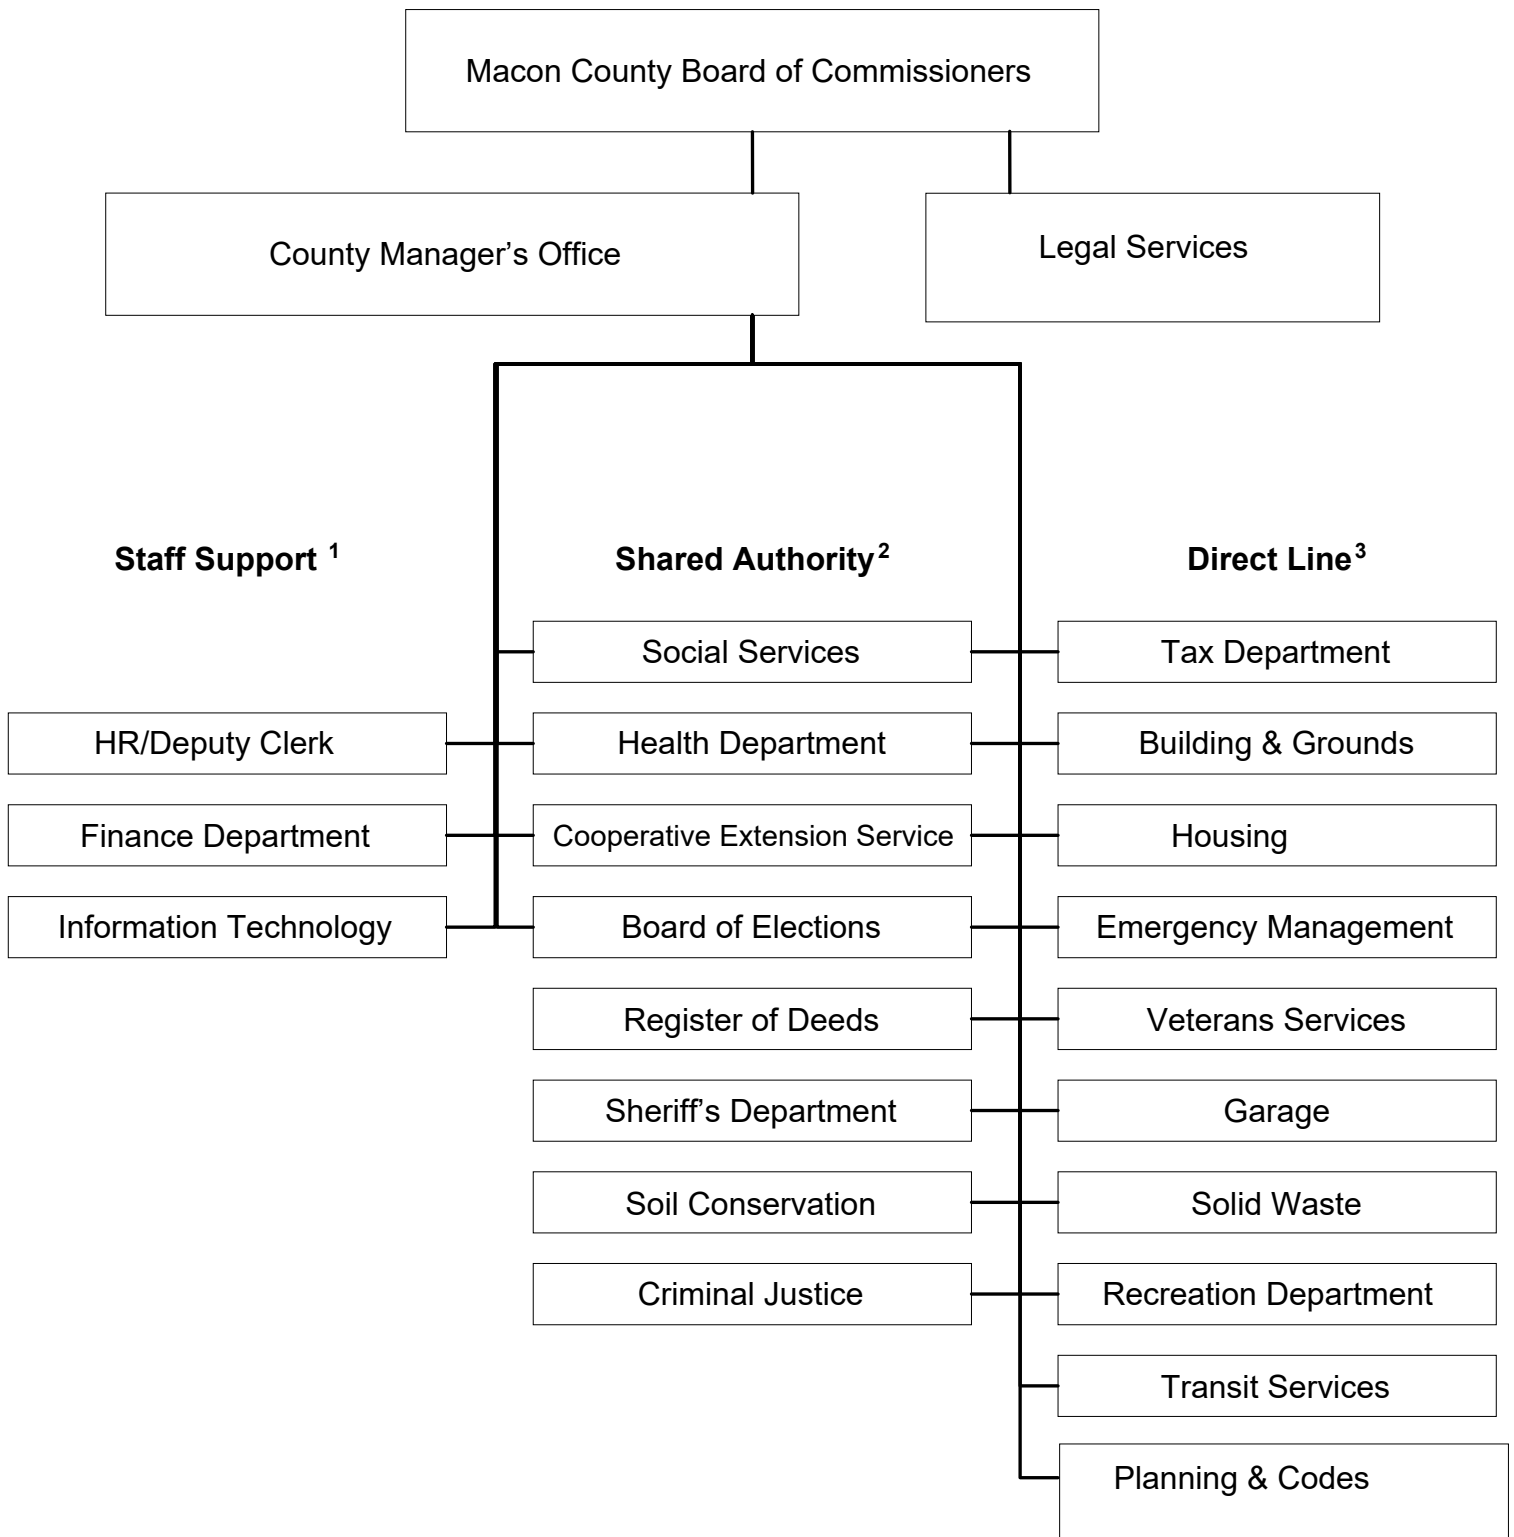 Macon County Board of Commissioners
County Manager’s Office
Legal Services
Staff Support 1
Shared Authority 2
Direct Line 3
Social Services
Tax Department
HR/Deputy Clerk
Health Department
Building & Grounds
Finance Department
Cooperative Extension Service
Housing
Information Technology
Board of Elections
Emergency Management
Register of Deeds
Veterans Services
Sheriff’s Department
Garage
Soil Conservation
Solid Waste
Criminal Justice
Recreation Department
Transit Services
Planning & Codes